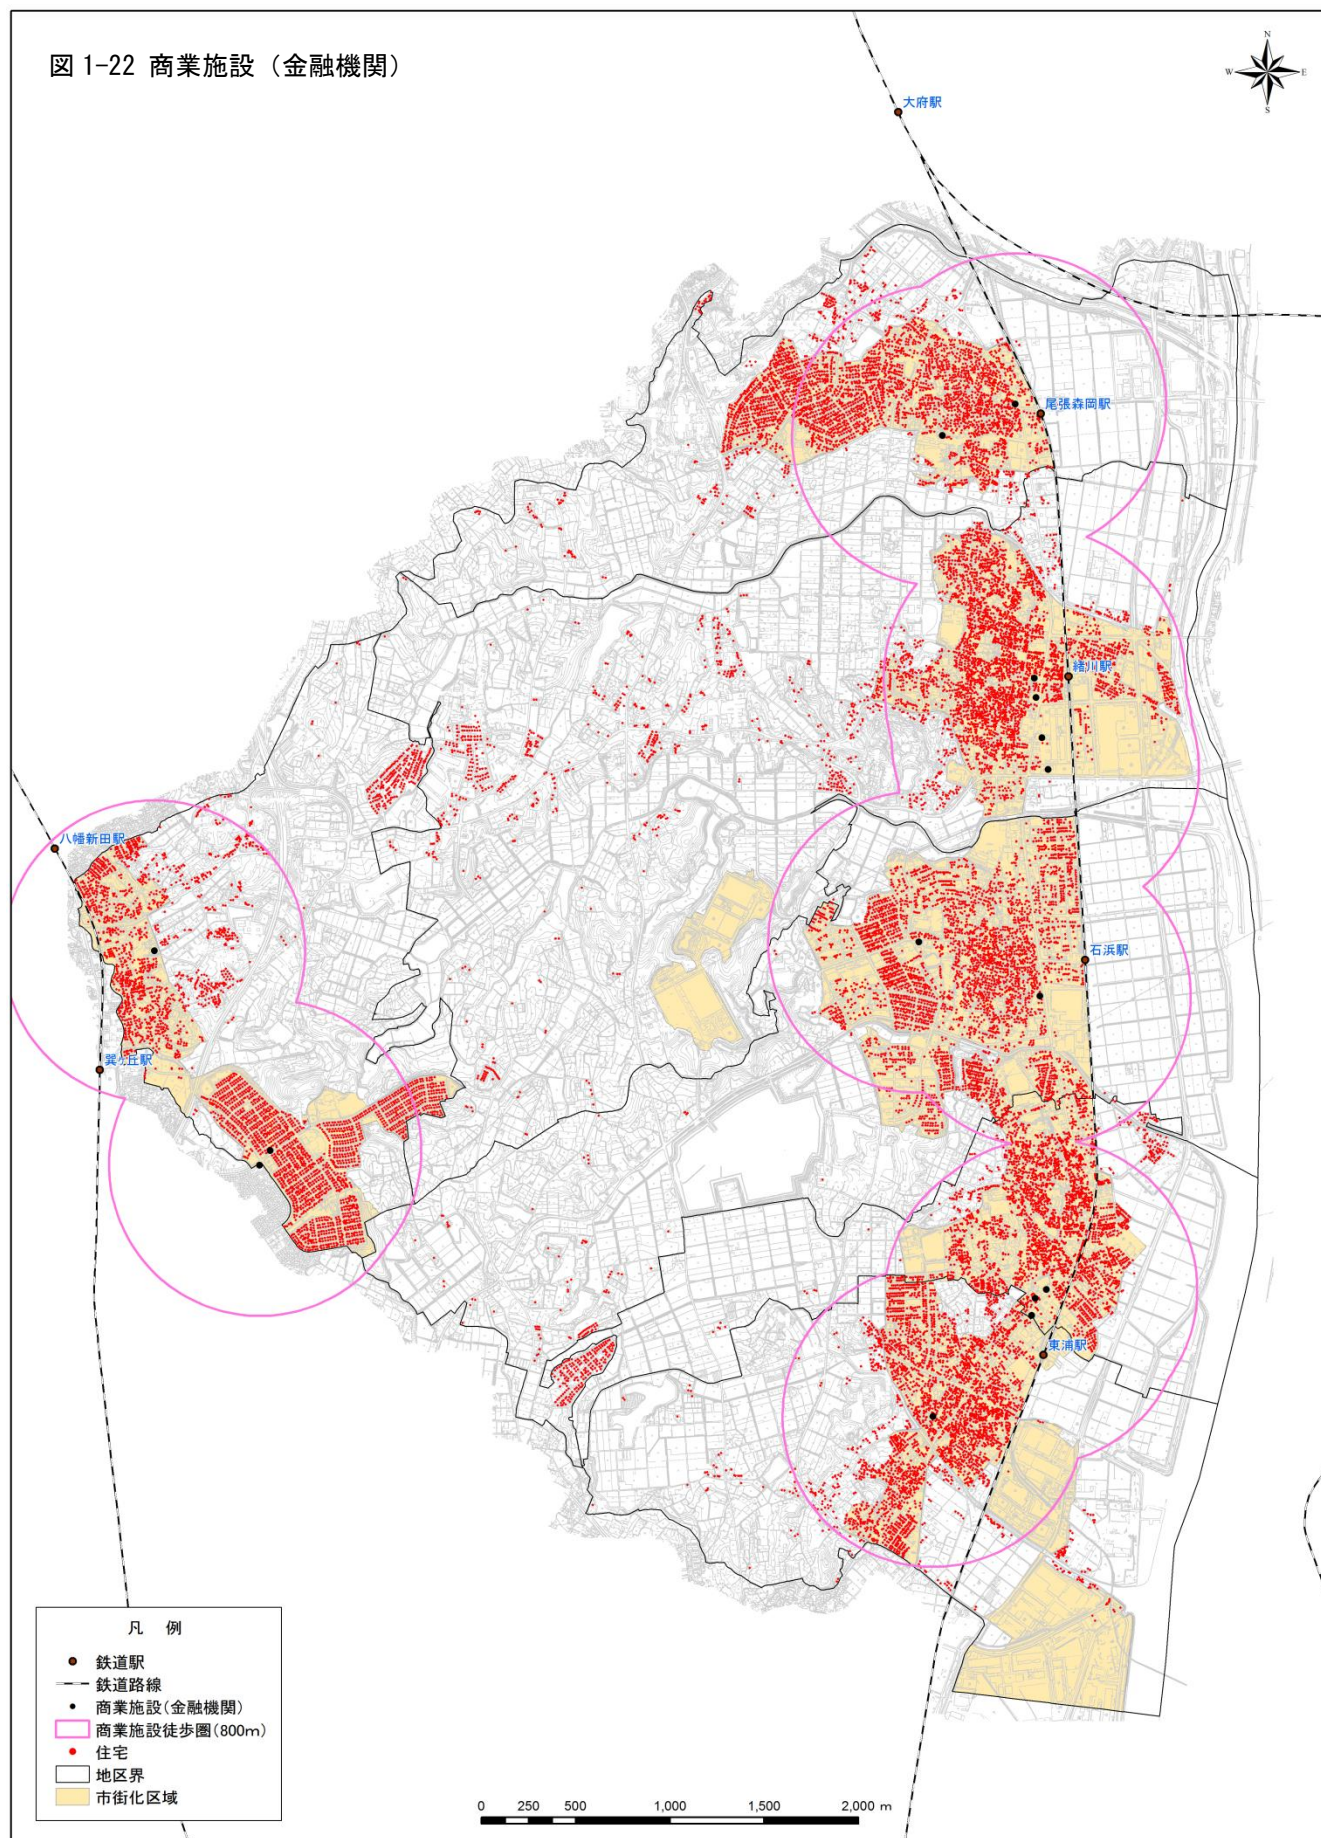 図 1-22 商業施設（金融機関）
N
W
E
S
大府駅
尾張森岡駅
緒川駅
八幡新田駅
石浜駅
巽ヶ丘駅
東浦駅
凡 例
鉄道駅
鉄道路線
商業施設(金融機関)
商業施設徒歩圏(800m)
住宅
地区界
市街化区域
0 250 500 1,000 1,500 2,000 m